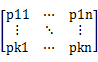 p11 ⋯ p1n
⋮ ⋱ ⋮
pk1 ⋯ pkn